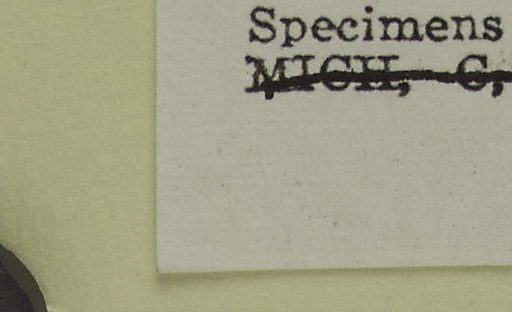 Specimens
MICH, C,